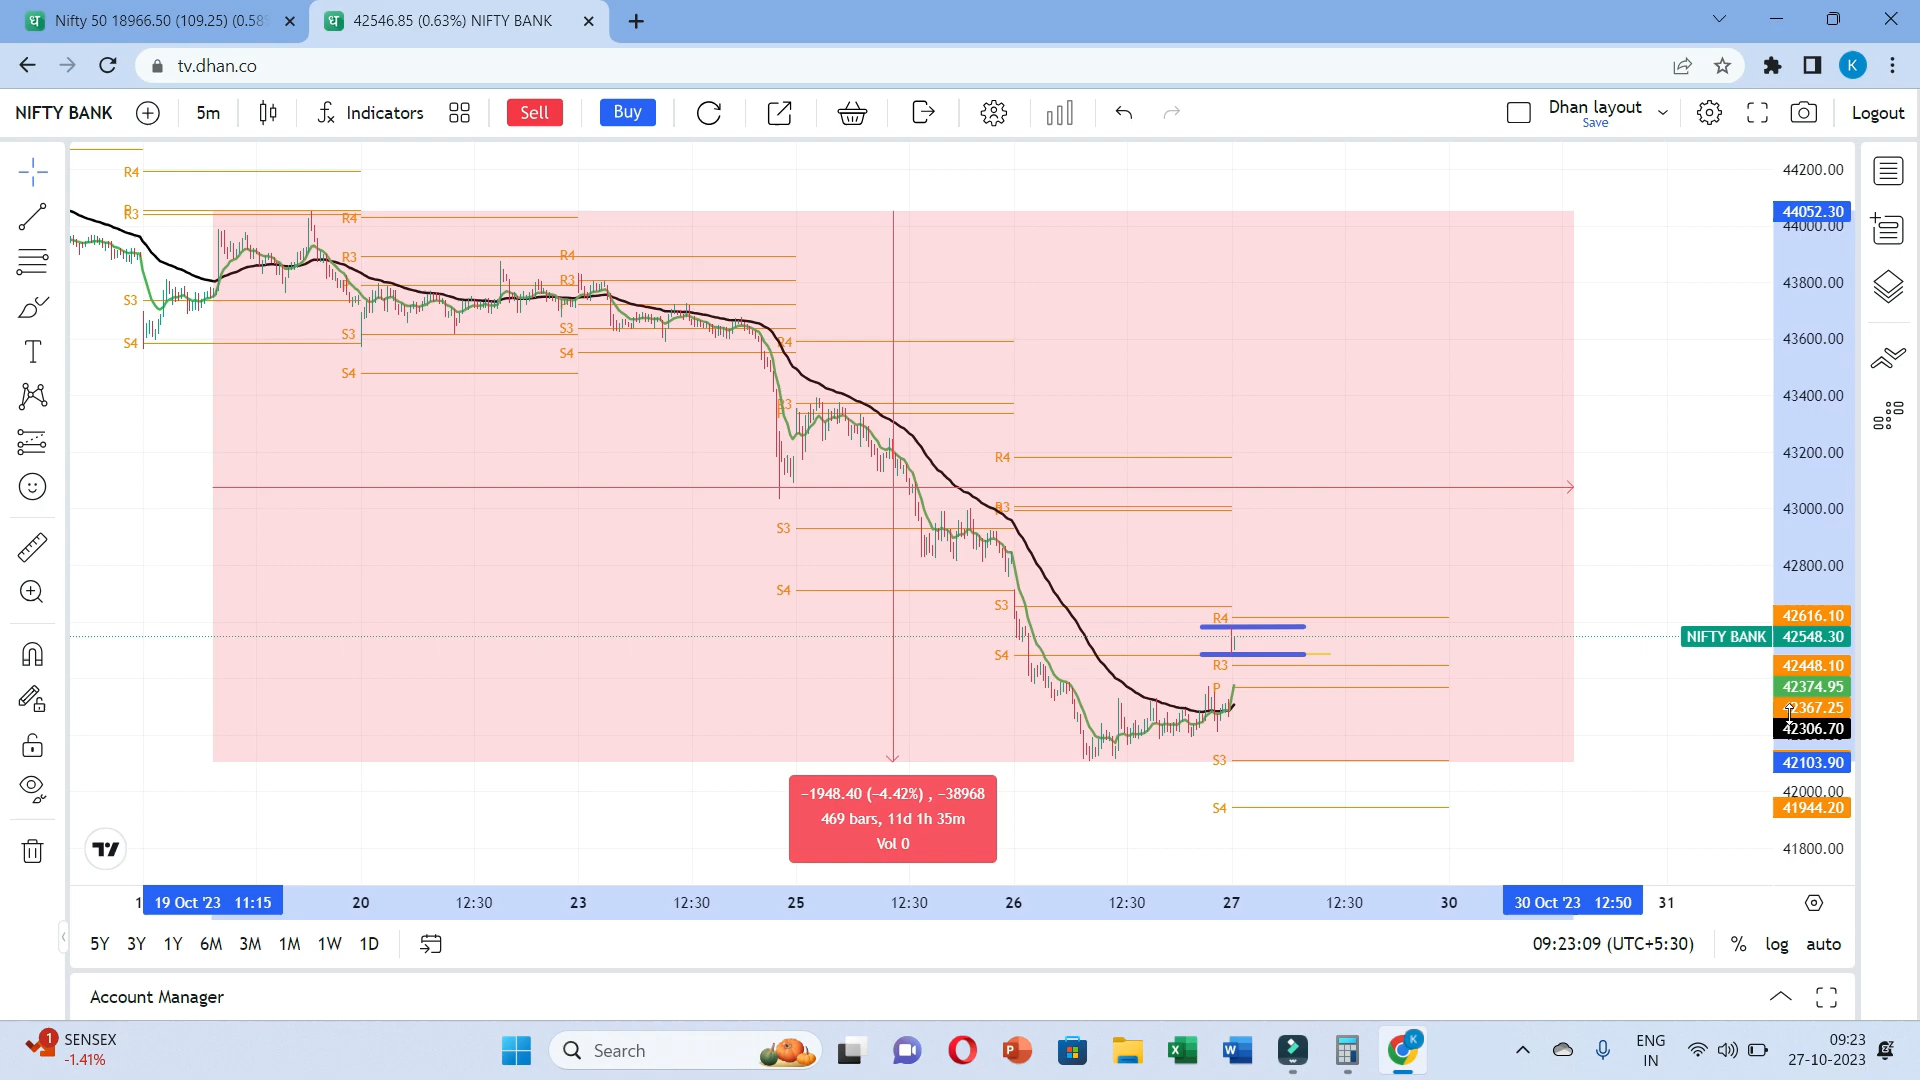 Nifty 50 18966.50 (109.25) (0.58%
42546.85 (0.63%) NIFTY BANK
tv.dhan.co
K
NIFTY BANK
5m
Indicators
Sell
Buy
Dhan layout
Save
Logout
44200.00
44052.30
44000.00
43800.00
43600.00
43400.00
43200.00
43000.00
42800.00
42616.10
NIFTY BANK 42548.30
42448.10
42374.95
42367.25
42306.70
42103.90
42000.00
41944.20
41800.00
R4
R3
S3
S4
R4
R3
P
S3
S4
R4
R3
S3
S4
R4
R3
S3
S4
R4
R3
S3
S4
R4
R3
P
S3
S4
-1948.40 (-4.42%) , -38968
469 bars, 11d 1h 35m
Vol 0
19 Oct '23 11:15
20
12:30
23
12:30
25
12:30
26
12:30
27
12:30
30
30 Oct '23 12:50
31
5Y 3Y 1Y 6M 3M 1M 1W 1D
09:23:09 (UTC+5:30)
% log auto
Account Manager
1
SENSEX
-1.41%
Search
ENG
IN
09:23
27-10-2023